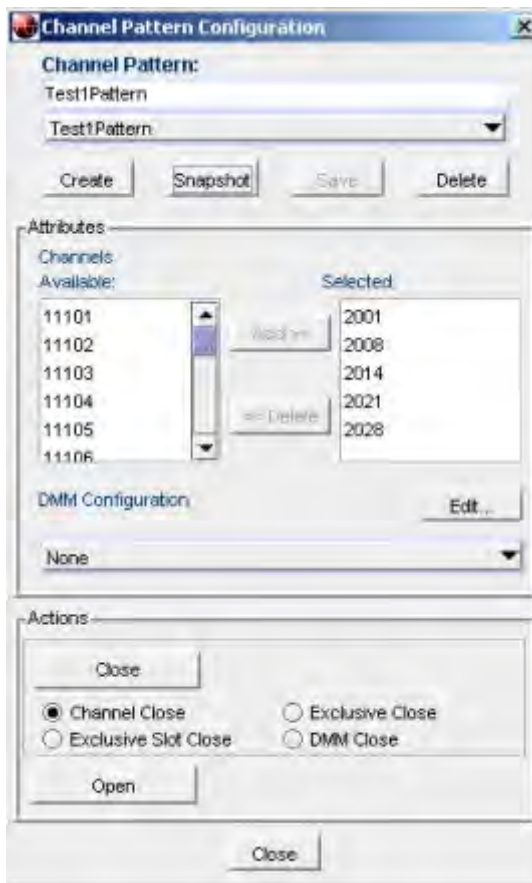 Channel Pattern Configuration
Channel Pattern:
Test1Pattern
Test1Pattern
Create Snapshot Save Delete
Attributes
Channels
Available: Selected
11101
11102
11103
11104
11105
11106
Add >>
<< Delete
2001
2008
2014
2021
2028
DMM Configuration
Edit...
None
Actions
Close
Channel Close Exclusive Close
Exclusive Slot Close DMM Close
Open
Close